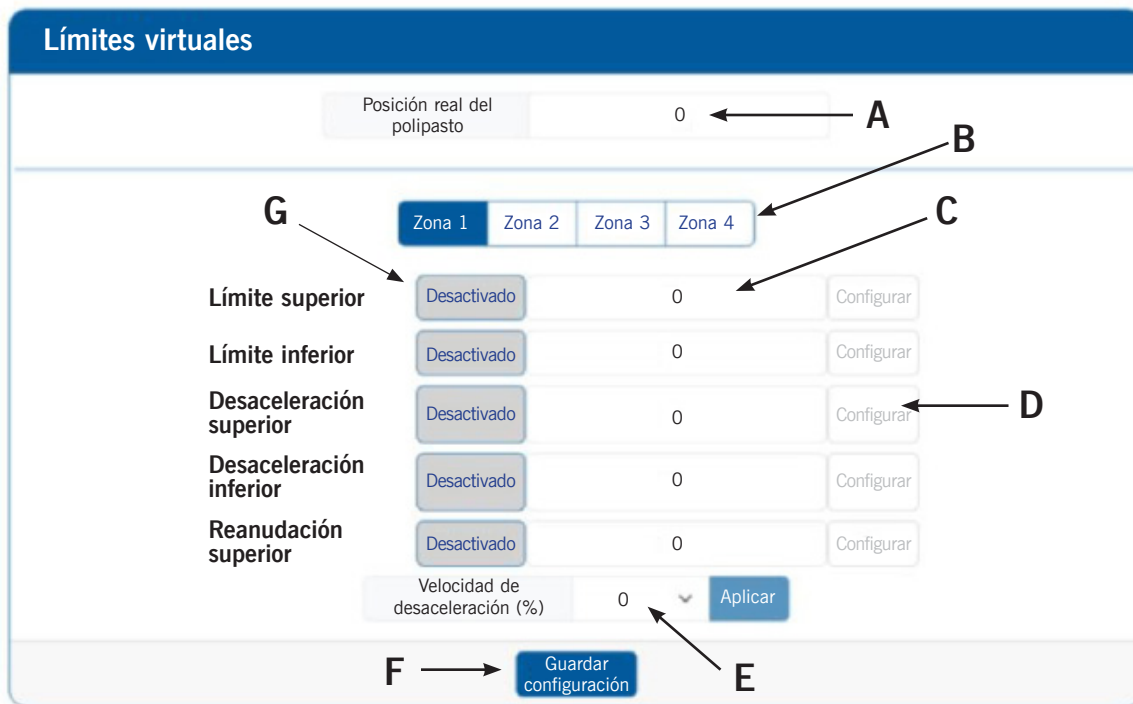 Límites virtuales
Posición real del
polipasto
0
A
B
G
Zona 1 Zona 2 Zona 3 Zona 4
C
Límite superior Desactivado 0 Configurar
Límite inferior Desactivado 0 Configurar
Desaceleración
superior
Desactivado 0 Configurar
D
Desaceleración
inferior
Desactivado 0 Configurar
Reanudación
superior
Desactivado 0 Configurar
Velocidad de
desaceleración (%)
0 Aplicar
F
Guardar
configuración
E